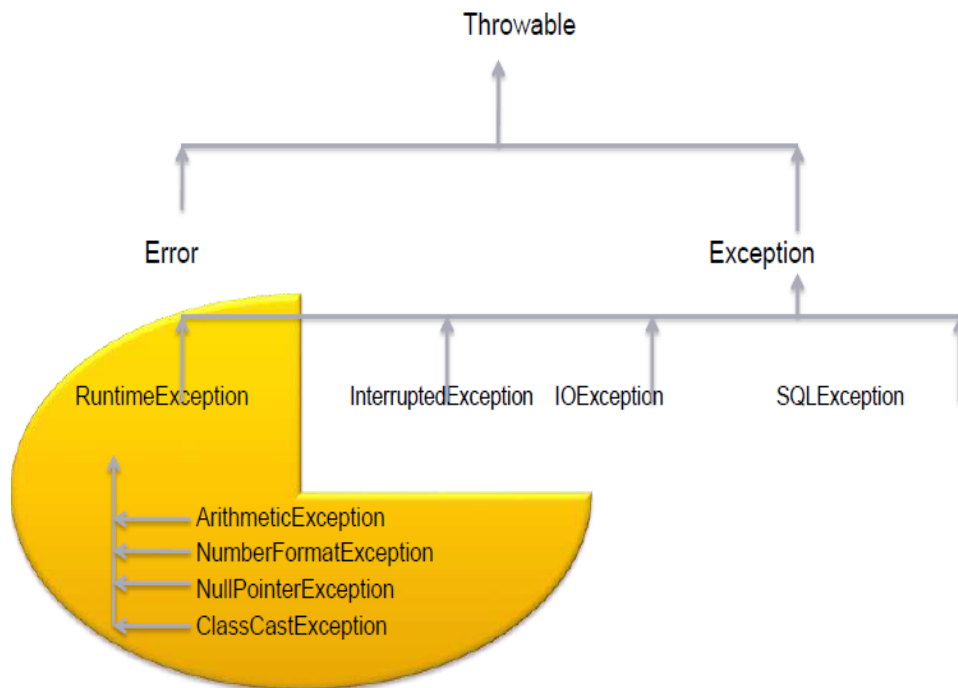 Throwable
Error
Exception
RuntimeException
InterruptedException
IOException
SQLException
ArithmeticException
NumberFormatException
NullPointerException
ClassCastException